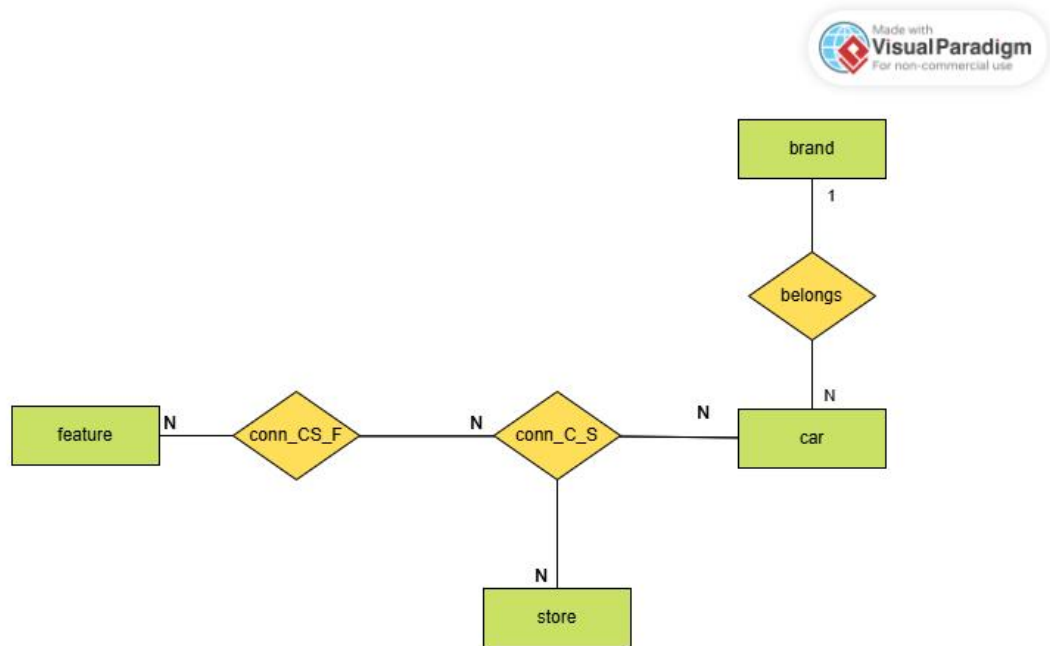 Made with
Visual Paradigm
For non-commercial use
brand
1
belongs
N
feature
N
conn_CS_F
N
conn_C_S
N
car
N
store